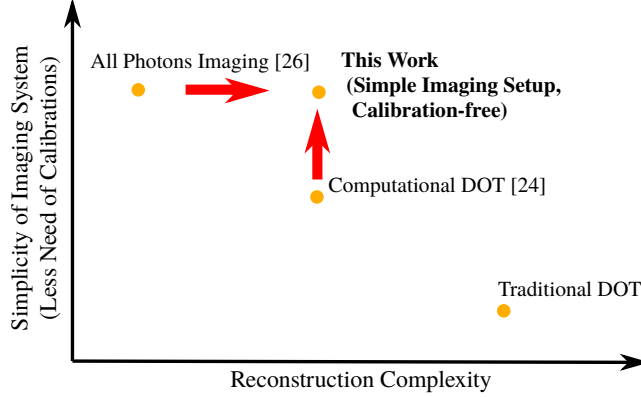 All Photons Imaging [26]
This Work
(Simple Imaging Setup,
Calibration-free)
Computational DOT [24]
Traditional DOT
Simplicity of Imaging System
(Less Need of Calibrations)
Reconstruction Complexity